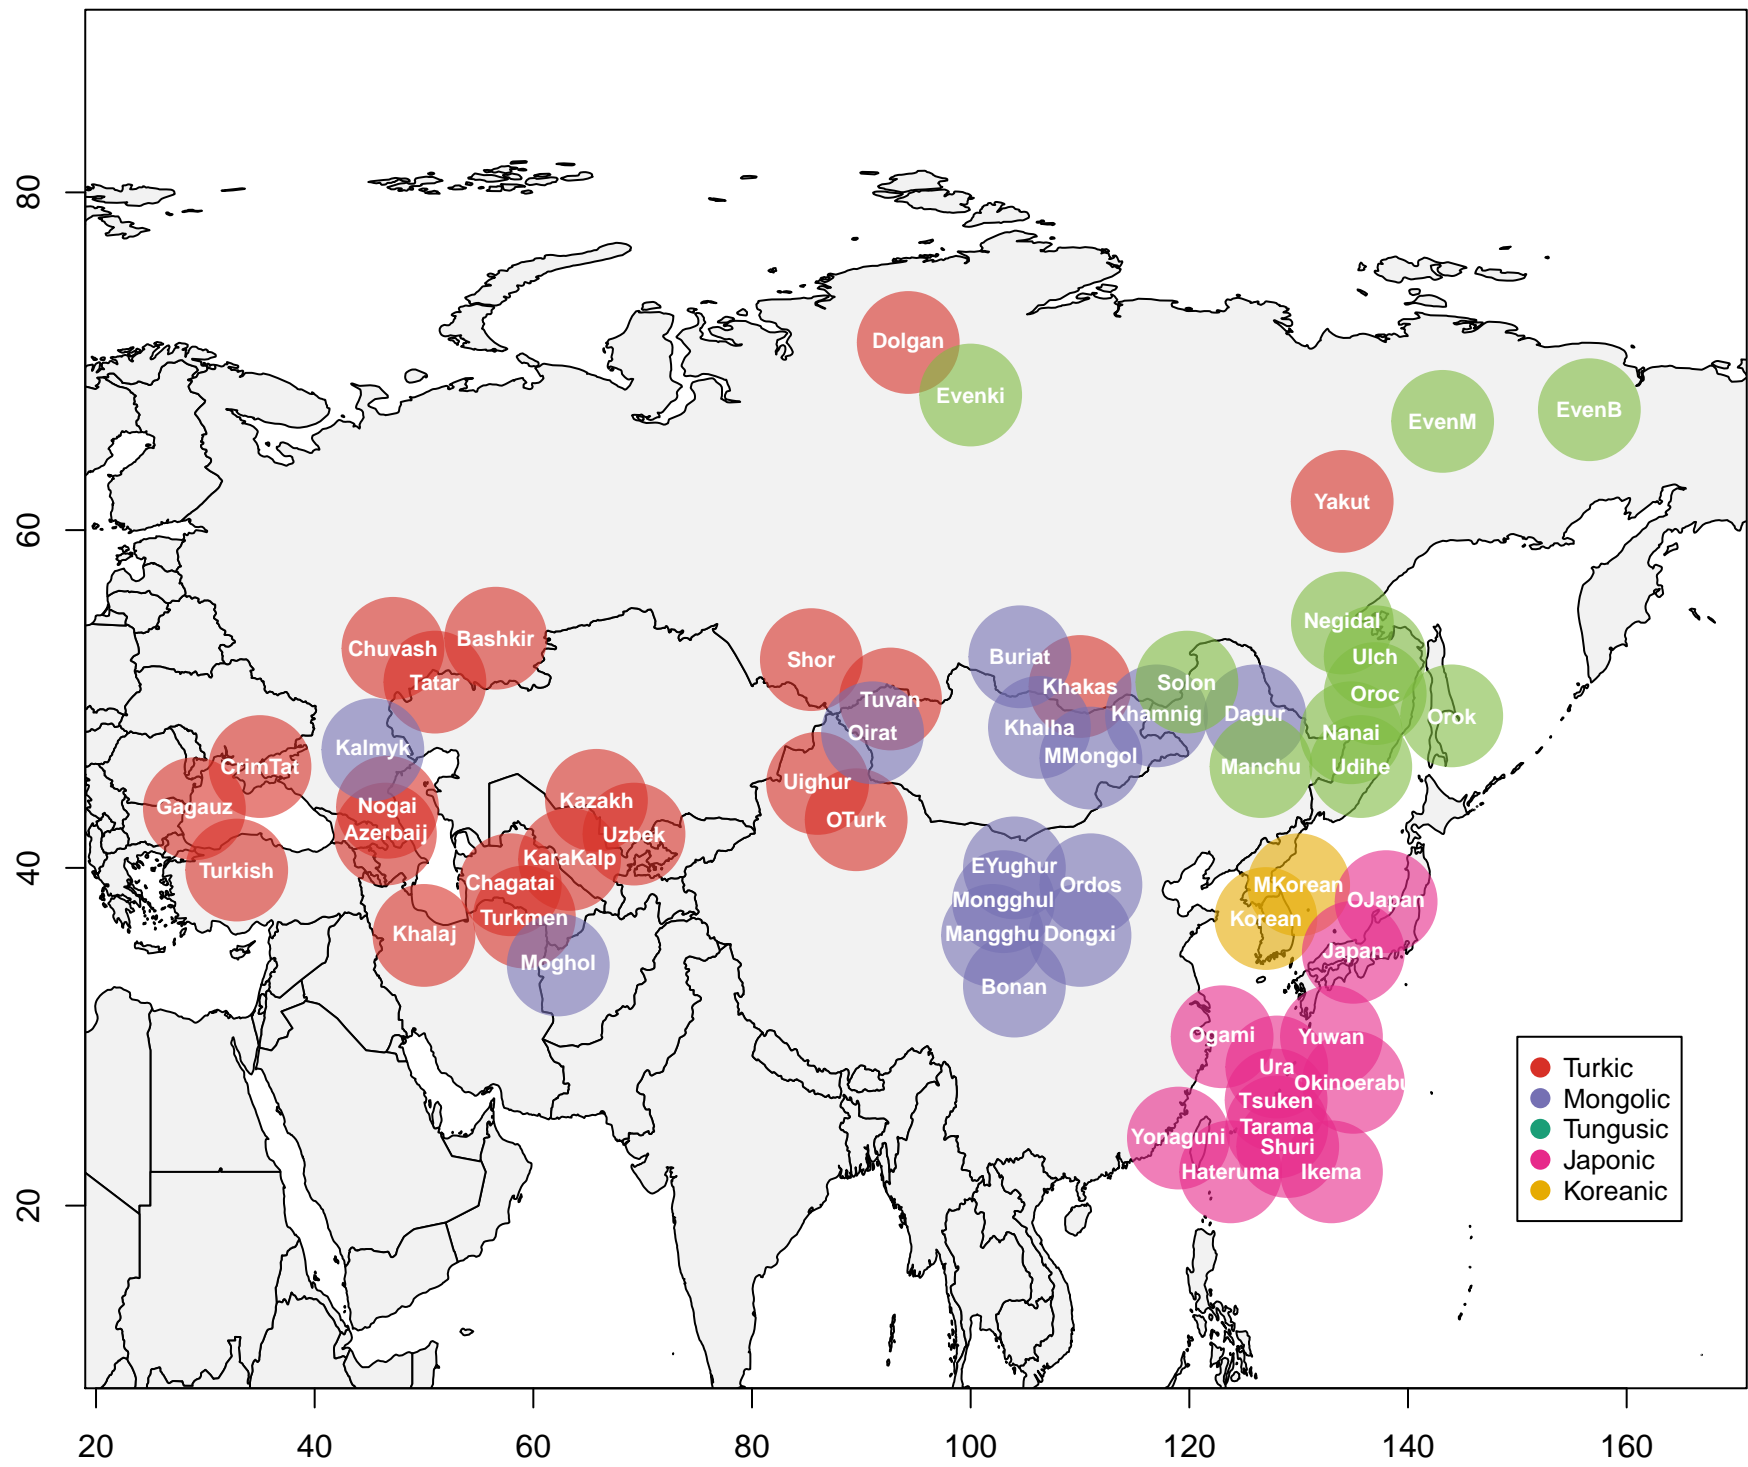 80
60
40
20
20
40
60
80
100
120
140
160
Dolgan
Evenki
EvenM
EvenB
Yakut
Negidal
Ulch
Oroc
Orok
Nanai
Udihe
Manchu
Chuvash
Bashkir
Tatar
Shor
Tuvan
Oirat
Buriat
Khakas
Solon
Khamnig
Dagur
Khalha
MMongol
Kalmyk
CrimTat
Gagauz
Turkish
Nogai
Azerbaij
Kazakh
Uzbek
KaraKalp
Chagatai
Turkmen
Khalaj
Moghol
Uighur
OTurk
EYughur
Ordos
Mongghul
Mangghu
Dongxi
Bonan
MKorean
Korean
OJapan
Japan
Ogami
Yuwan
Ura
Okinoerabu
Tsuken
Tarama
Yonaguni
Shuri
Hateruma
Ikema
Turkic
Mongolic
Tungusic
Japonic
Koreanic